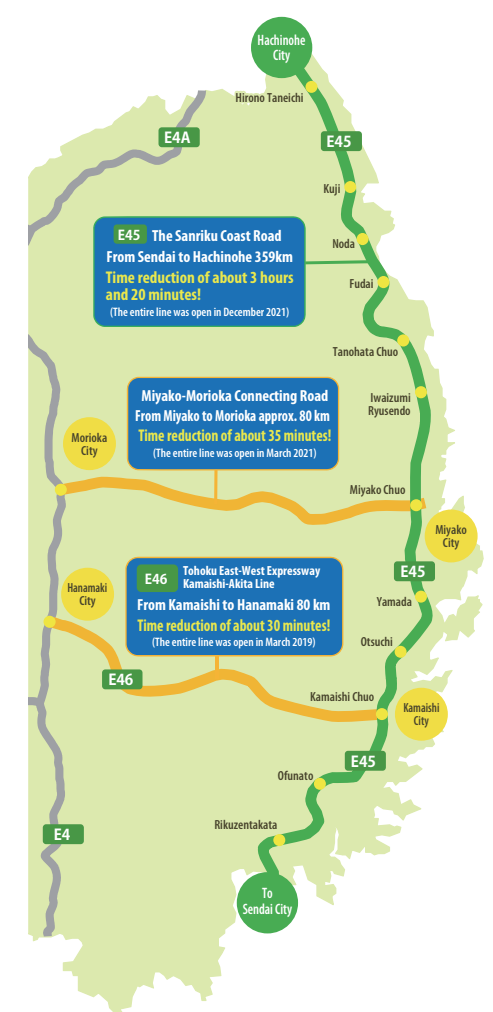 Hachinohe
City
Hirono Taneichi
E4A
E45
Kuji
E45 The Sanriku Coast Road
From Sendai to Hachinohe 359km
Time reduction of about 3 hours
and 20 minutes!
(The entire line was open in December 2021)
Noda
Fudai
Tanohata Chuo
Iwaizumi
Ryusendo
Miyako-Morioka Connecting Road
From Miyako to Morioka approx. 80 km
Time reduction of about 35 minutes!
(The entire line was open in March 2021)
Morioka
City
Miyako Chuo
Miyako
City
E45
E46 Tohoku East-West Expressway
Kamaishi-Akita Line
From Kamaishi to Hanamaki 80 km
Time reduction of about 30 minutes!
(The entire line was open in March 2019)
Hanamaki
City
Yamada
Otsuchi
E46
Kamaishi Chuo
Kamaishi
City
E45
Ofunato
Rikuzentakata
E4
To
Sendai City